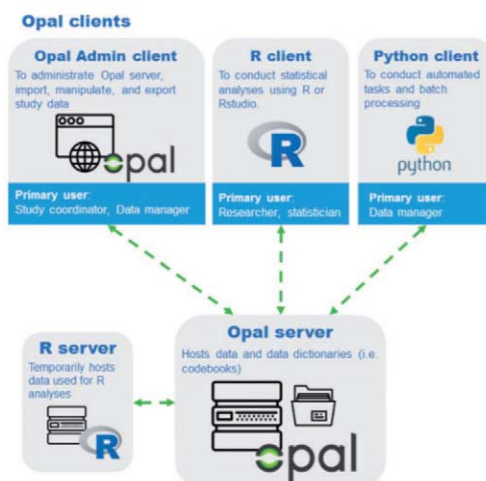 Opal clients
Opal Admin client
To administrate Opal server,
import, manipulate, and export
study data
opal
Primary user:
Study coordinator, Data manager
R client
To conduct statistical
analyses using R or
Rstudio.
R
Primary user:
Researcher, statistician
Python client
To conduct automated
tasks and batch
processing
python
Primary user:
Data manager
R server
Temporarily hosts
data used for R
analyses
R
Opal server
Hosts data and data dictionaries (i.e.
codebooks)
opal